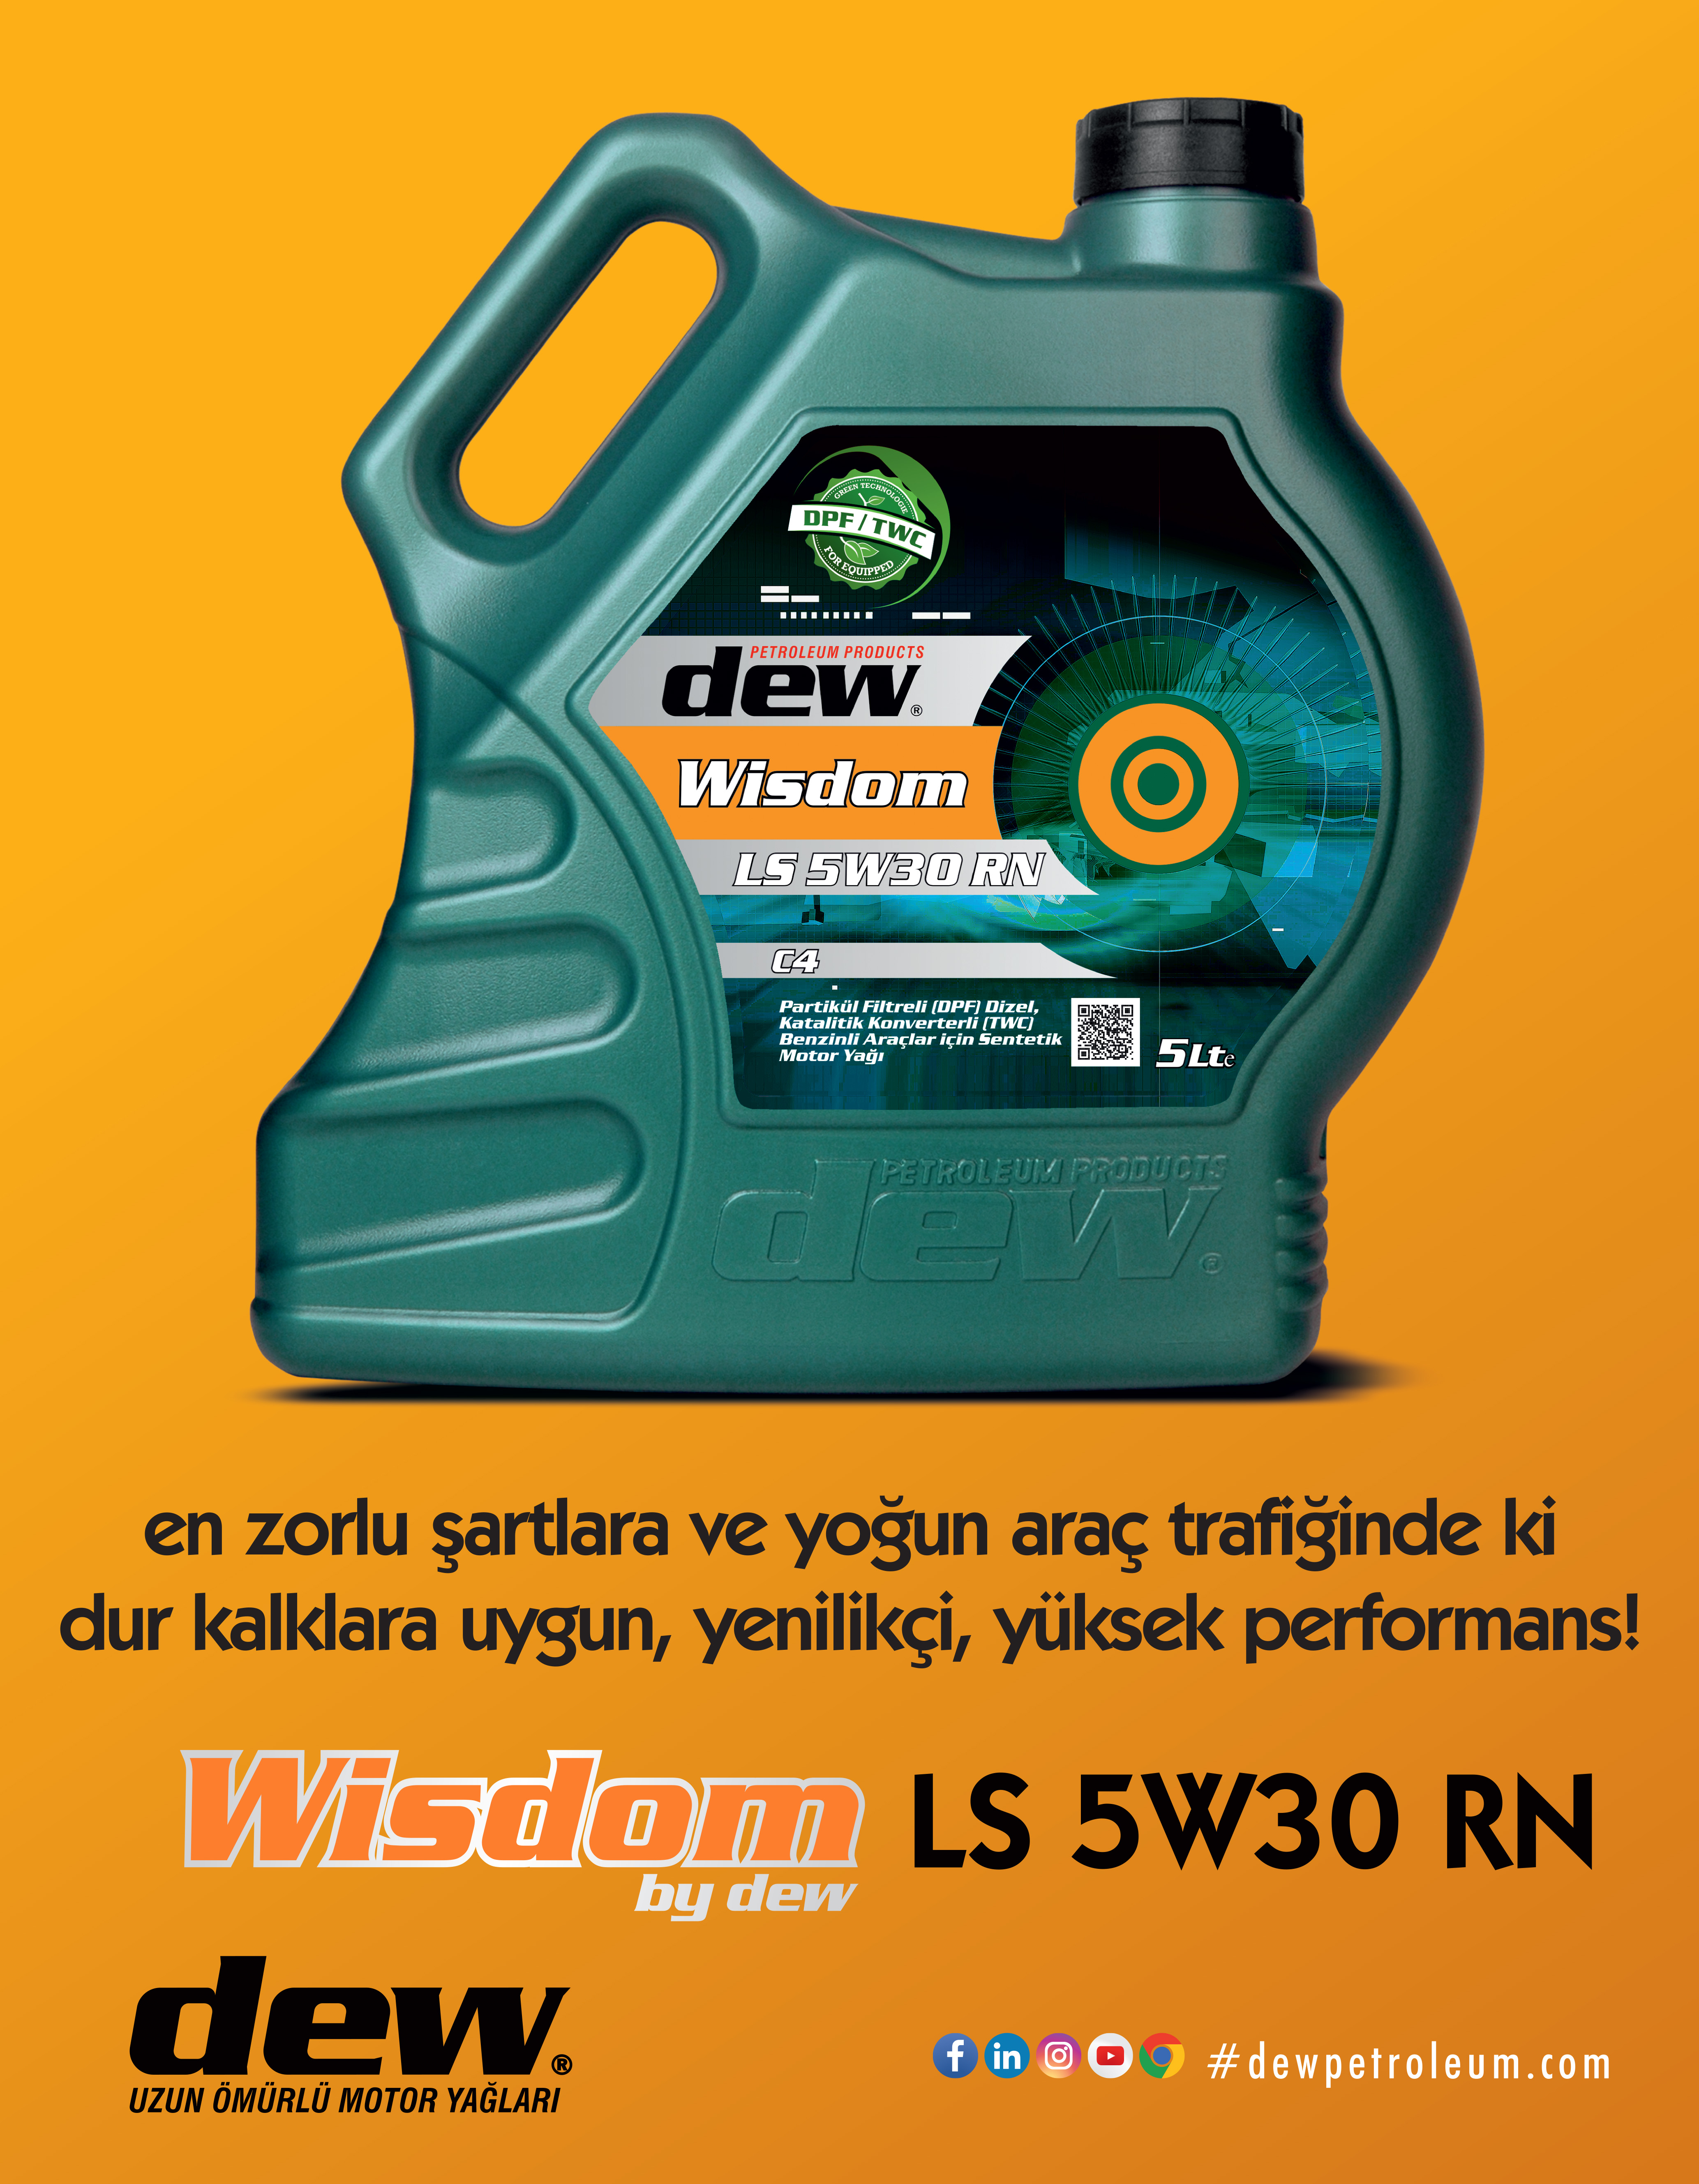 GREEN TECHNOLOGIE
DPF / TWC
FOR EQUIPPED
PETROLEUM PRODUCTS
dew®
Wisdom
LS 5W30 RN
C4
Partikül Filtreli (DPF) Dizel,
Katalitik Konverterli (TWC)
Benzinli Araçlar için Sentetik
Motor Yağı
5Lt e
PETROLEUM PRODUCTS
dew®
en zorlu şartlara ve yoğun araç trafiğinde ki
dur kalklara uygun, yenilikçi, yüksek performans!
Wisdom LS 5W30 RN
by dew
dew®
UZUN ÖMÜRLÜ MOTOR YAĞLARI
#dewpetroleum.com